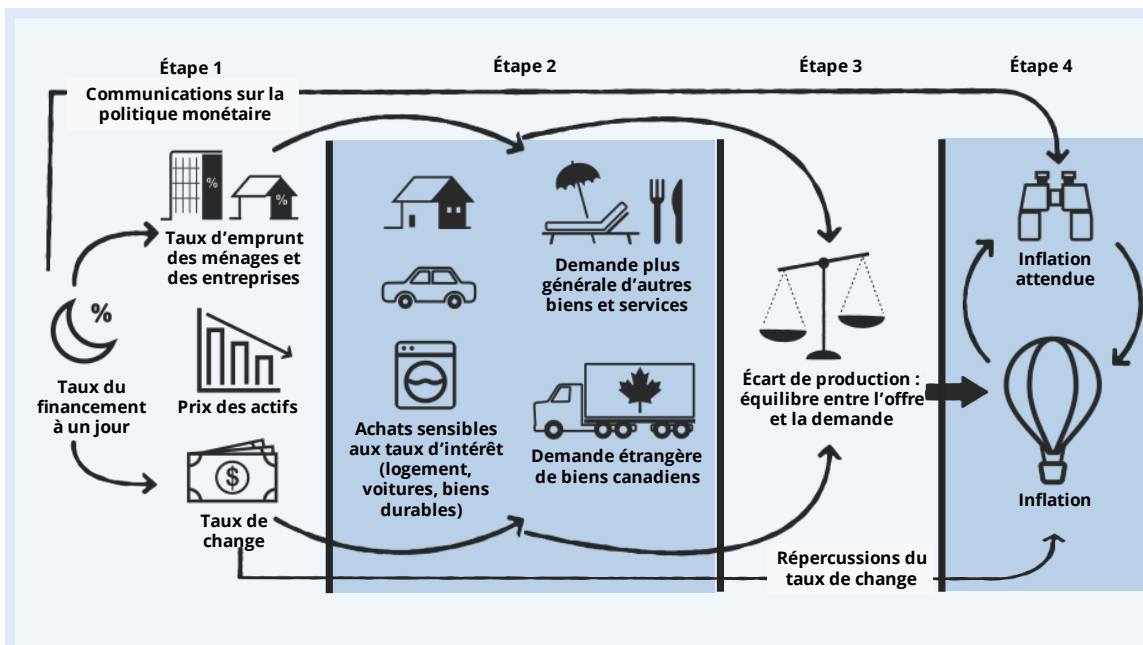 Étape 1
Étape 2
Étape 3
Étape 4
Communications sur la
politique monétaire
%
%
Taux d’emprunt
des ménages et
des entreprises
%
Taux du
financement
à un jour
Prix des actifs
$
Taux de
change
Achats sensibles
aux taux d’intérêt
(logement,
voitures, biens
durables)
Demande plus
générale d’autres
biens et services
Demande étrangère
de biens canadiens
Écart de production :
équilibre entre l’offre
et la demande
Répercussions du
taux de change
Inflation
attendue
Inflation